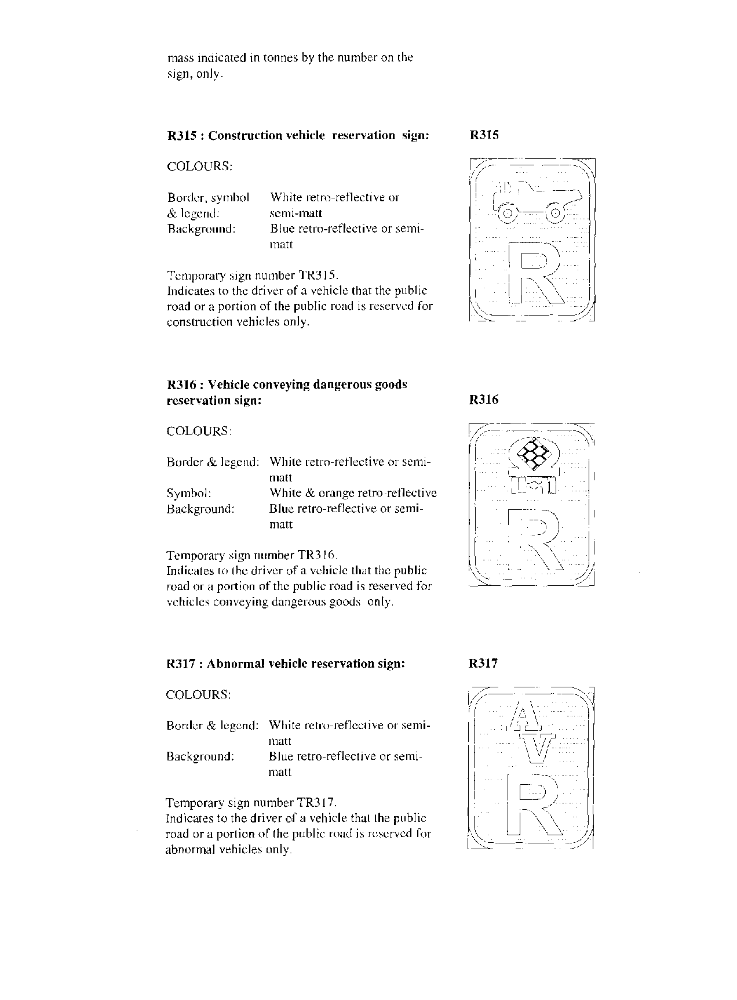 mass indicated in tonnes by the number on the
sign, only.
R315 : Construction vehicle reservation sign: R315
COLOURS:
Border, symbol White retro-reflective or
& legend: semi-matt
Background: Blue retro-reflective or semi-
matt
Temporary sign number TR315.
Indicates to the driver of a vehicle that the public
road or a portion of the public road is reserved for
construction vehicles only.
R
R316 : Vehicle conveying dangerous goods
reservation sign: R316
COLOURS:
Border & legend: White retro-reflective or semi-
matt
Symbol: White & orange retro-reflective
Background: Blue retro-reflective or semi-
matt
Temporary sign number TR316.
Indicates to the driver of a vehicle that the public
road or a portion of the public road is reserved for
vehicles conveying dangerous goods only.
R
R317 : Abnormal vehicle reservation sign: R317
COLOURS:
Border & legend: White retro-reflective or semi-
matt
Background: Blue retro-reflective or semi-
matt
Temporary sign number TR317.
Indicates to the driver of a vehicle that the public
road or a portion of the public road is reserved for
abnormal vehicles only.
A
V
R